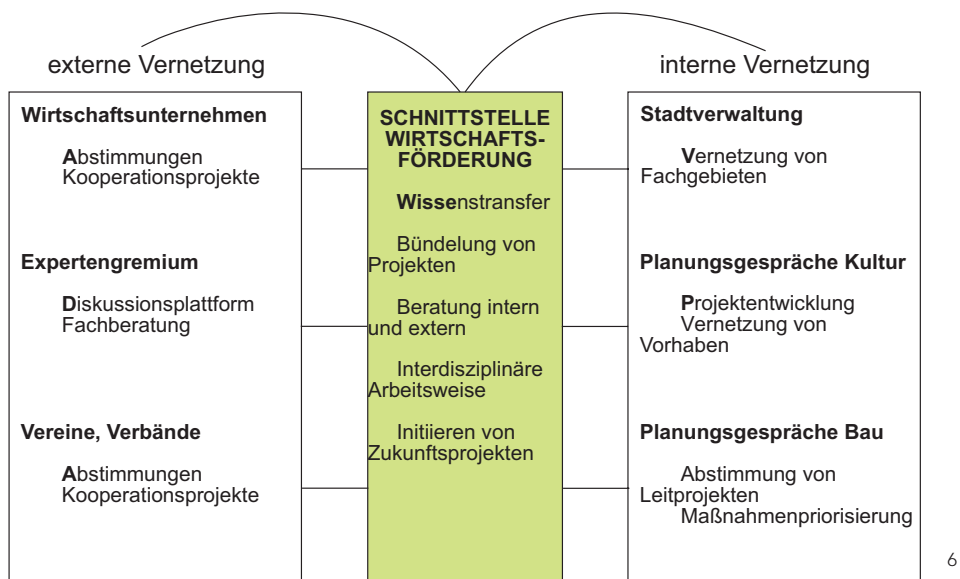 externe Vernetzung
Wirtschaftsunternehmen
Abstimmungen
Kooperationsprojekte
Expertengremium
Diskussionsplattform
Fachberatung
Vereine, Verbände
Abstimmungen
Kooperationsprojekte
SCHNITTSTELLE
WIRTSCHAFTS-
FÖRDERUNG
Wissenstransfer
Bündelung von
Projekten
Beratung intern
und extern
Interdisziplinäre
Arbeitsweise
Initiieren von
Zukunftsprojekten
interne Vernetzung
Stadtverwaltung
Vernetzung von
Fachgebieten
Planungsgespräche Kultur
Projektentwicklung
Vernetzung von
Vorhaben
Planungsgespräche Bau
Abstimmung von
Leitprojekten
Maßnahmenpriorisierung
6